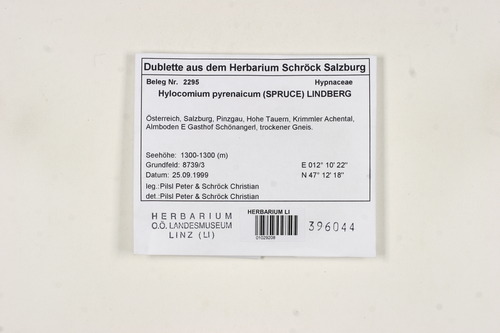 Dublette aus dem Herbarium Schröck Salzburg
Beleg Nr. 2295 Hypnaceae
Hylocomium pyrenaicum (SPRUCE) LINDBERG
Österreich, Salzburg, Pinzgau, Hohe Tauern, Krimmler Achental,
Almboden E Gasthof Schönangerl, trockener Gneis.
Seehöhe: 1300-1300 (m)
Grundfeld: 8739/3 E 012° 10' 22''
Datum: 25.09.1999 N 47° 12' 18''
leg.:Pilsl Peter & Schröck Christian
det.:Pilsl Peter & Schröck Christian
HERBARIUM
O.Ö. LANDESMUSEUM
LINZ (LI)
HERBARIUM LI
396044